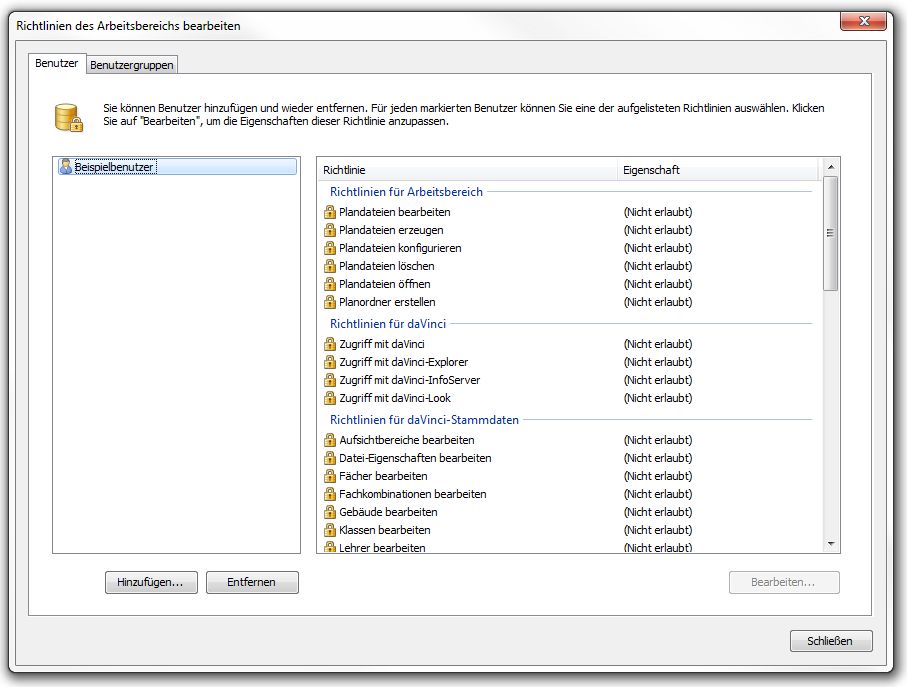 Richtlinien des Arbeitsbereichs bearbeiten
Benutzer Benutzergruppen
Sie können Benutzer hinzufügen und wieder entfernen. Für jeden markierten Benutzer können Sie eine der aufgelisteten Richtlinien auswählen. Klicken
Sie auf "Bearbeiten", um die Eigenschaften dieser Richtlinie anzupassen.
Beispielbenutzer
Richtlinie Eigenschaft
Richtlinien für Arbeitsbereich
Plandateien bearbeiten (Nicht erlaubt)
Plandateien erzeugen (Nicht erlaubt)
Plandateien konfigurieren (Nicht erlaubt)
Plandateien löschen (Nicht erlaubt)
Plandateien öffnen (Nicht erlaubt)
Planordner erstellen (Nicht erlaubt)
Richtlinien für daVinci
Zugriff mit daVinci (Nicht erlaubt)
Zugriff mit daVinci-Explorer (Nicht erlaubt)
Zugriff mit daVinci-InfoServer (Nicht erlaubt)
Zugriff mit daVinci-Look (Nicht erlaubt)
Richtlinien für daVinci-Stammdaten
Aufsichtbereiche bearbeiten (Nicht erlaubt)
Datei-Eigenschaften bearbeiten (Nicht erlaubt)
Fächer bearbeiten (Nicht erlaubt)
Fachkombinationen bearbeiten (Nicht erlaubt)
Gebäude bearbeiten (Nicht erlaubt)
Klassen bearbeiten (Nicht erlaubt)
Lehrer bearbeiten (Nicht erlaubt)
Hinzufügen... Entfernen Bearbeiten...
Schließen